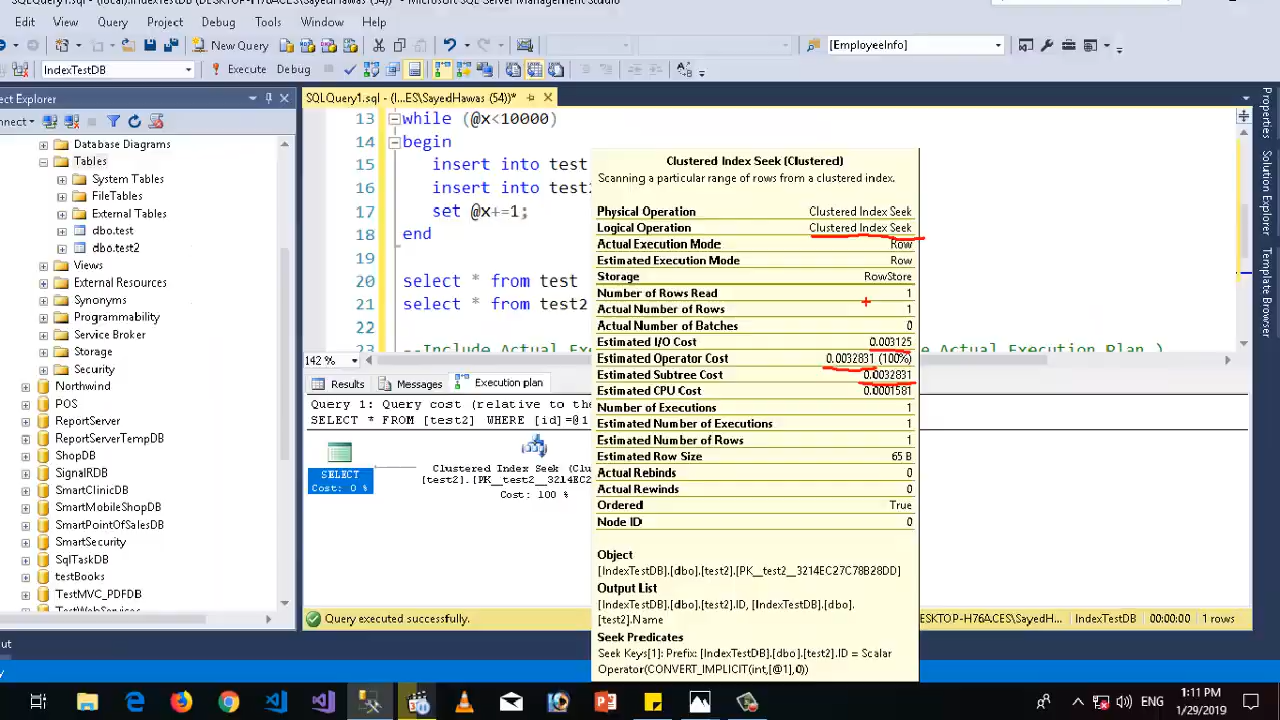 SQLQuery1.sql - (local).IndexTestDB (DESKTOP-H76ACES\SayedHawas (54))* - Microsoft SQL Server Management Studio
Edit View Query Project Debug Tools Window Help
New Query [EmployeeInfo]
IndexTestDB Execute Debug
Object Explorer
SQLQuery1.sql - (l...ES\SayedHawas (54))*
Connect
Database Diagrams
Tables
System Tables
FileTables
External Tables
dbo.test
dbo.test2
Views
External Resources
Synonyms
Programmability
Service Broker
Storage
Security
Northwind
POS
ReportServer
ReportServerTempDB
ShopDB
SignalRDB
SmartClinicDB
SmartMobileShopDB
SmartPointOfSalesDB
SmartSecurity
SqlTaskDB
testBooks
TestMVC_PDFDB
TestWebServices
13 while (@x<10000)
14 begin
15 insert into test
16 insert into test2
17 set @x+=1;
18 end
19
20 select * from test
21 select * from test2
22
--Include Actual Execution Plan )
142 %
Results Messages Execution plan
Query 1: Query cost (relative to the
SELECT * FROM [test2] WHERE [id]=@1
SELECT
Cost: 0 %
Clustered Index Seek (Clu
[test2].[PK__test2__3214EC2
Cost: 100 %
Clustered Index Seek (Clustered)
Scanning a particular range of rows from a clustered index.
Physical Operation Clustered Index Seek
Logical Operation Clustered Index Seek
Actual Execution Mode Row
Estimated Execution Mode Row
Storage RowStore
Number of Rows Read 1
Actual Number of Rows 1
Actual Number of Batches 0
Estimated I/O Cost 0.003125
Estimated Operator Cost 0.0032831 (100%)
Estimated Subtree Cost 0.0032831
Estimated CPU Cost 0.0001581
Number of Executions 1
Estimated Number of Executions 1
Estimated Number of Rows 1
Estimated Row Size 65 B
Actual Rebinds 0
Actual Rewinds 0
Ordered True
Node ID 0
Object
[IndexTestDB].[dbo].[test2].[PK__test2__3214EC27C78B28DD]
Output List
[IndexTestDB].[dbo].[test2].ID, [IndexTestDB].[dbo].
[test2].Name
Seek Predicates
Seek Keys[1]: Prefix: [IndexTestDB].[dbo].[test2].ID = Scalar
Operator(CONVERT_IMPLICIT(int,[@1],0))
Properties
Solution Explorer
Template Browser
Query executed successfully.
ESKTOP-H76ACES\SayedH... IndexTestDB 00:00:00 1 rows
ut
y
ENG
1:11 PM
1/29/2019